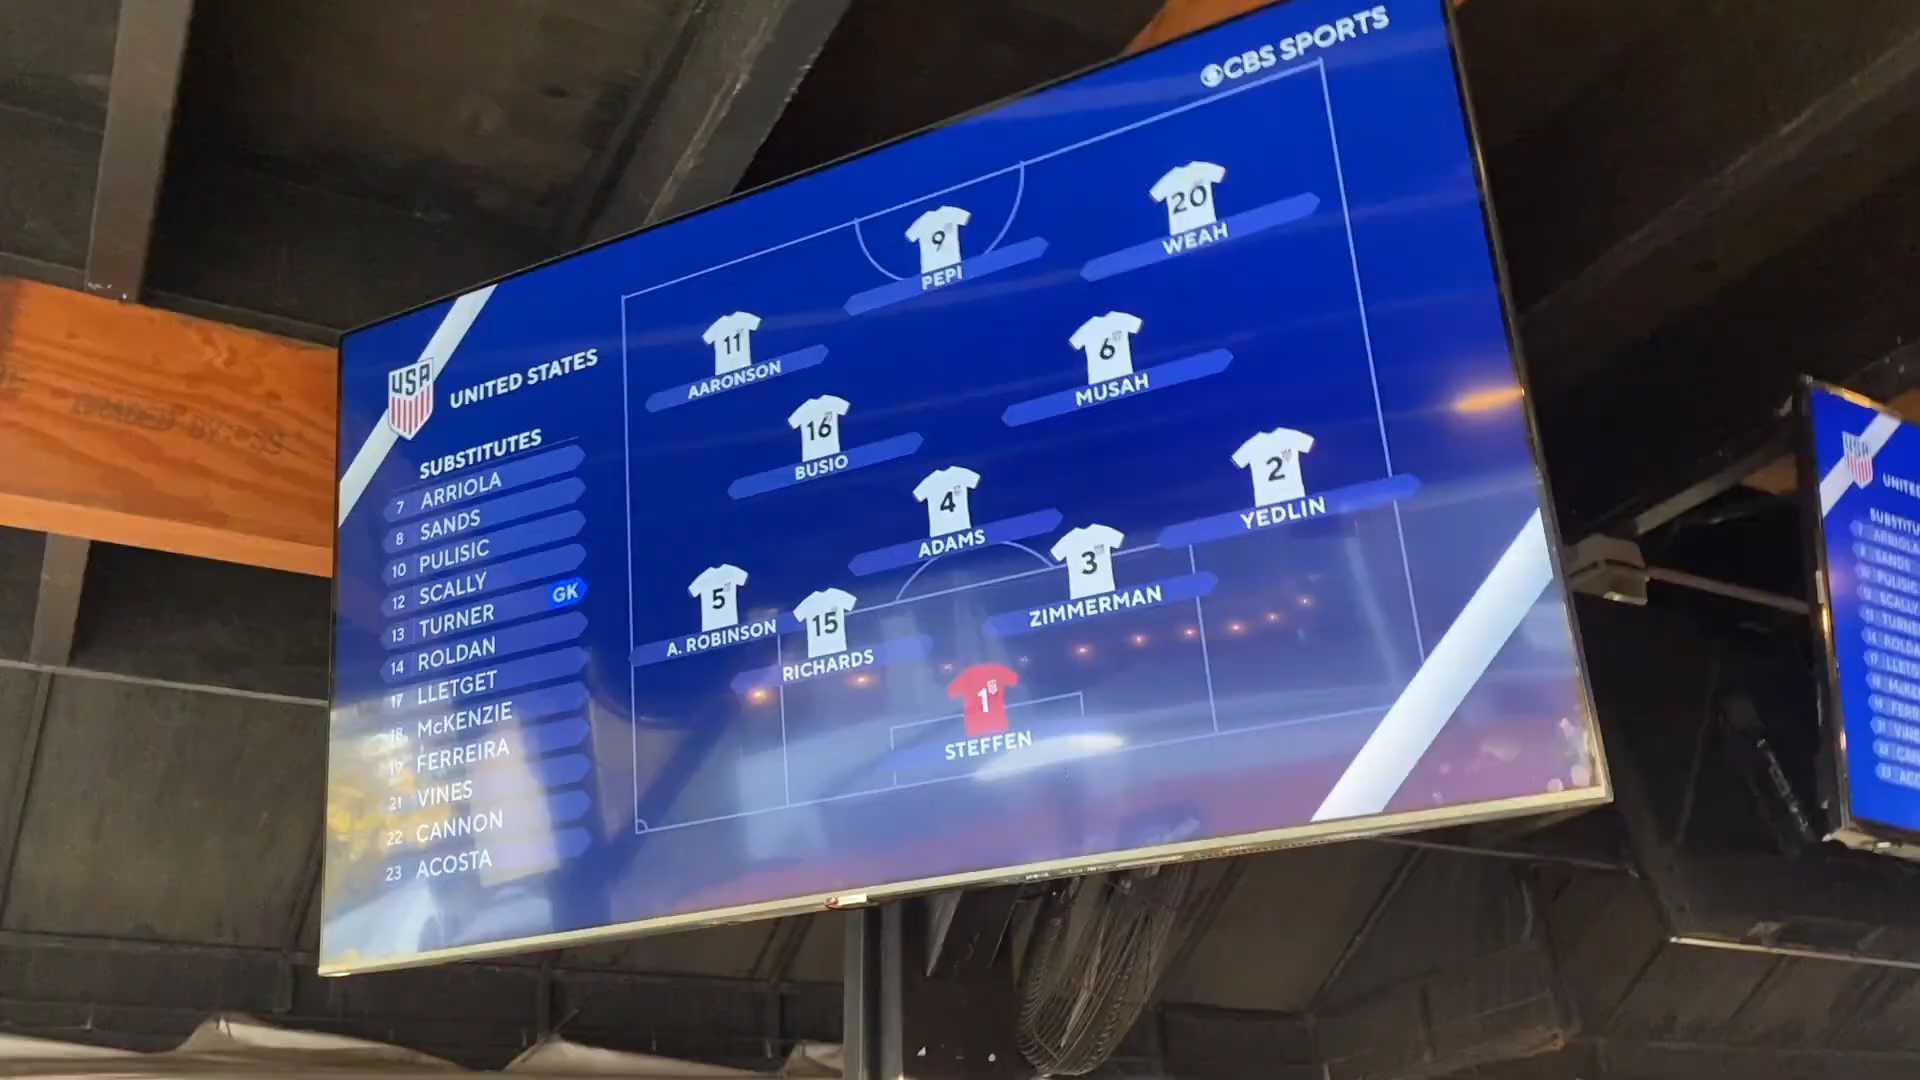 CBS SPORTS
USA
UNITED STATES
SUBSTITUTES
7 ARRIOLA
8 SANDS
10 PULISIC
12 SCALLY
13 TURNER GK
14 ROLDAN
17 LLETGET
18 McKENZIE
19 FERREIRA
21 VINES
22 CANNON
23 ACOSTA
20
WEAH
9
PEPI
11
AARONSON
6
MUSAH
16
BUSIO
4
ADAMS
2
YEDLIN
3
ZIMMERMAN
5
A. ROBINSON
15
RICHARDS
1
STEFFEN